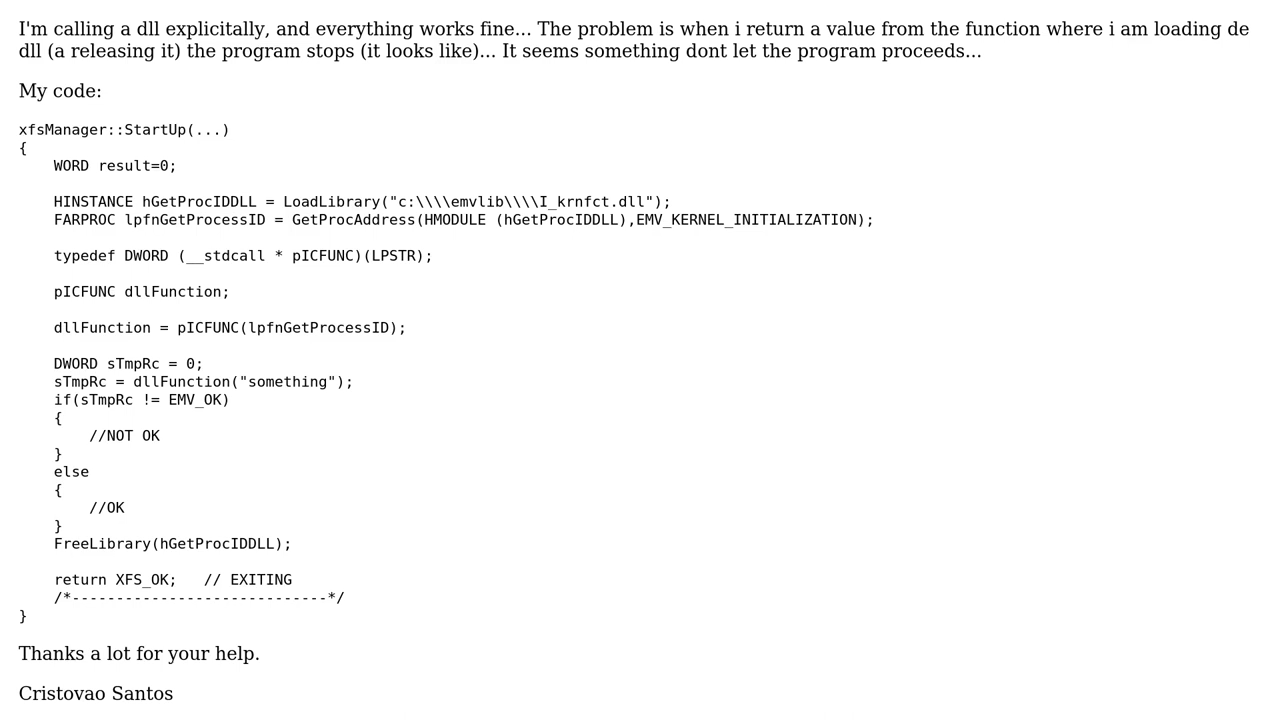 I'm calling a dll explicitally, and everything works fine... The problem is when i return a value from the function where i am loading de
dll (a releasing it) the program stops (it looks like)... It seems something dont let the program proceeds...
My code:
xfsManager::StartUp(...)
{
    WORD result=0;
    HINSTANCE hGetProcIDDLL = LoadLibrary("c:\\\\emvlib\\\\I_krnfct.dll");
    FARPROC lpfnGetProcessID = GetProcAddress(HMODULE (hGetProcIDDLL),EMV_KERNEL_INITIALIZATION);
    typedef DWORD (__stdcall * pICFUNC)(LPSTR);
    pICFUNC dllFunction;
    dllFunction = pICFUNC(lpfnGetProcessID);
    DWORD sTmpRc = 0;
    sTmpRc = dllFunction("something");
    if(sTmpRc != EMV_OK)
    {
        //NOT OK
    }
    else
    {
        //OK
    }
    FreeLibrary(hGetProcIDDLL);
    return XFS_OK;   // EXITING
    /*-----------------------------*/
}
Thanks a lot for your help.
Cristovao Santos